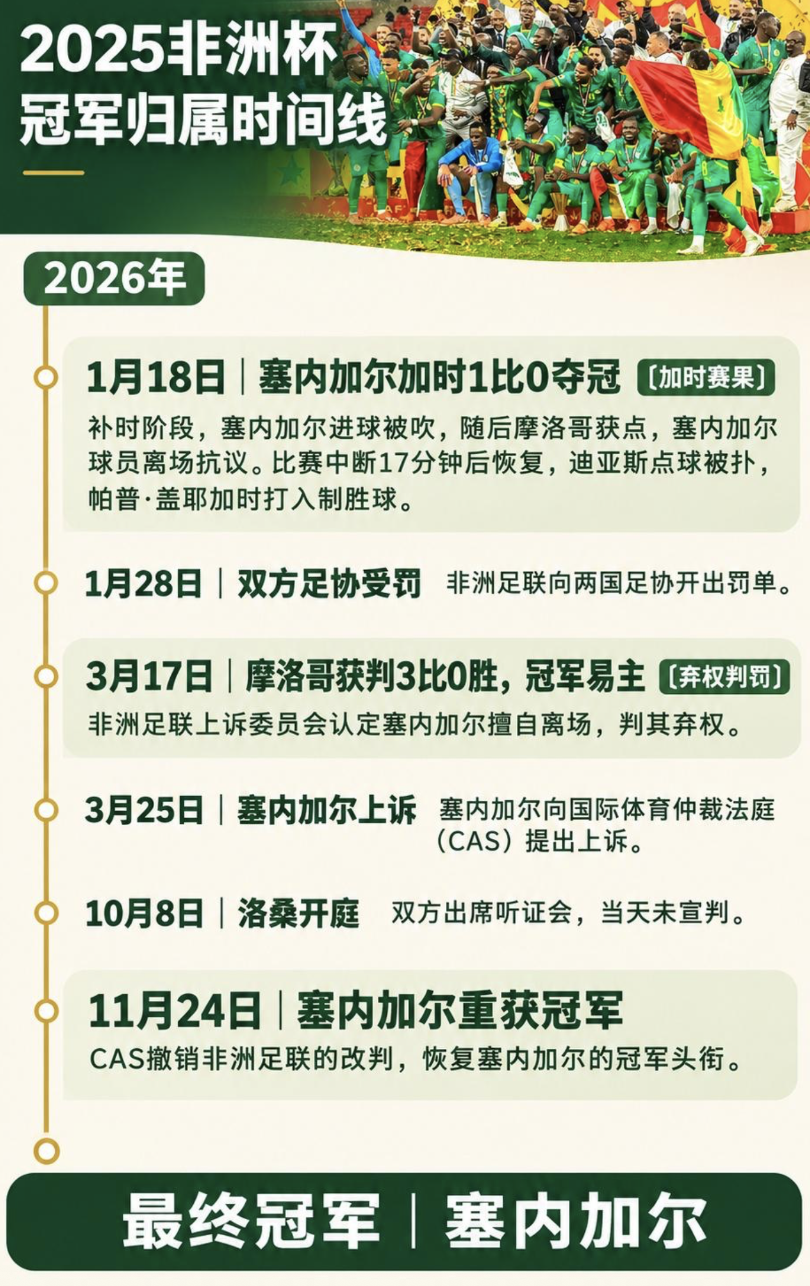 2025非洲杯
冠军归属时间线
2026年
1月18日｜塞内加尔加时1比0夺冠 〔加时赛果〕
补时阶段，塞内加尔进球被吹，随后摩洛哥获点，塞内加尔
球员离场抗议。比赛中断17分钟后恢复，迪亚斯点球被扑，
帕普·盖耶加时打入制胜球。
1月28日｜双方足协受罚 非洲足联向两国足协开出罚单。
3月17日｜摩洛哥获判3比0胜，冠军易主 〔弃权判罚〕
非洲足联上诉委员会认定塞内加尔擅自离场，判其弃权。
3月25日｜塞内加尔上诉 塞内加尔向国际体育仲裁法庭
（CAS）提出上诉。
10月8日｜洛桑开庭 双方出席听证会，当天未宣判。
11月24日｜塞内加尔重获冠军
CAS撤销非洲足联的改判，恢复塞内加尔的冠军头衔。
最终冠军｜塞内加尔